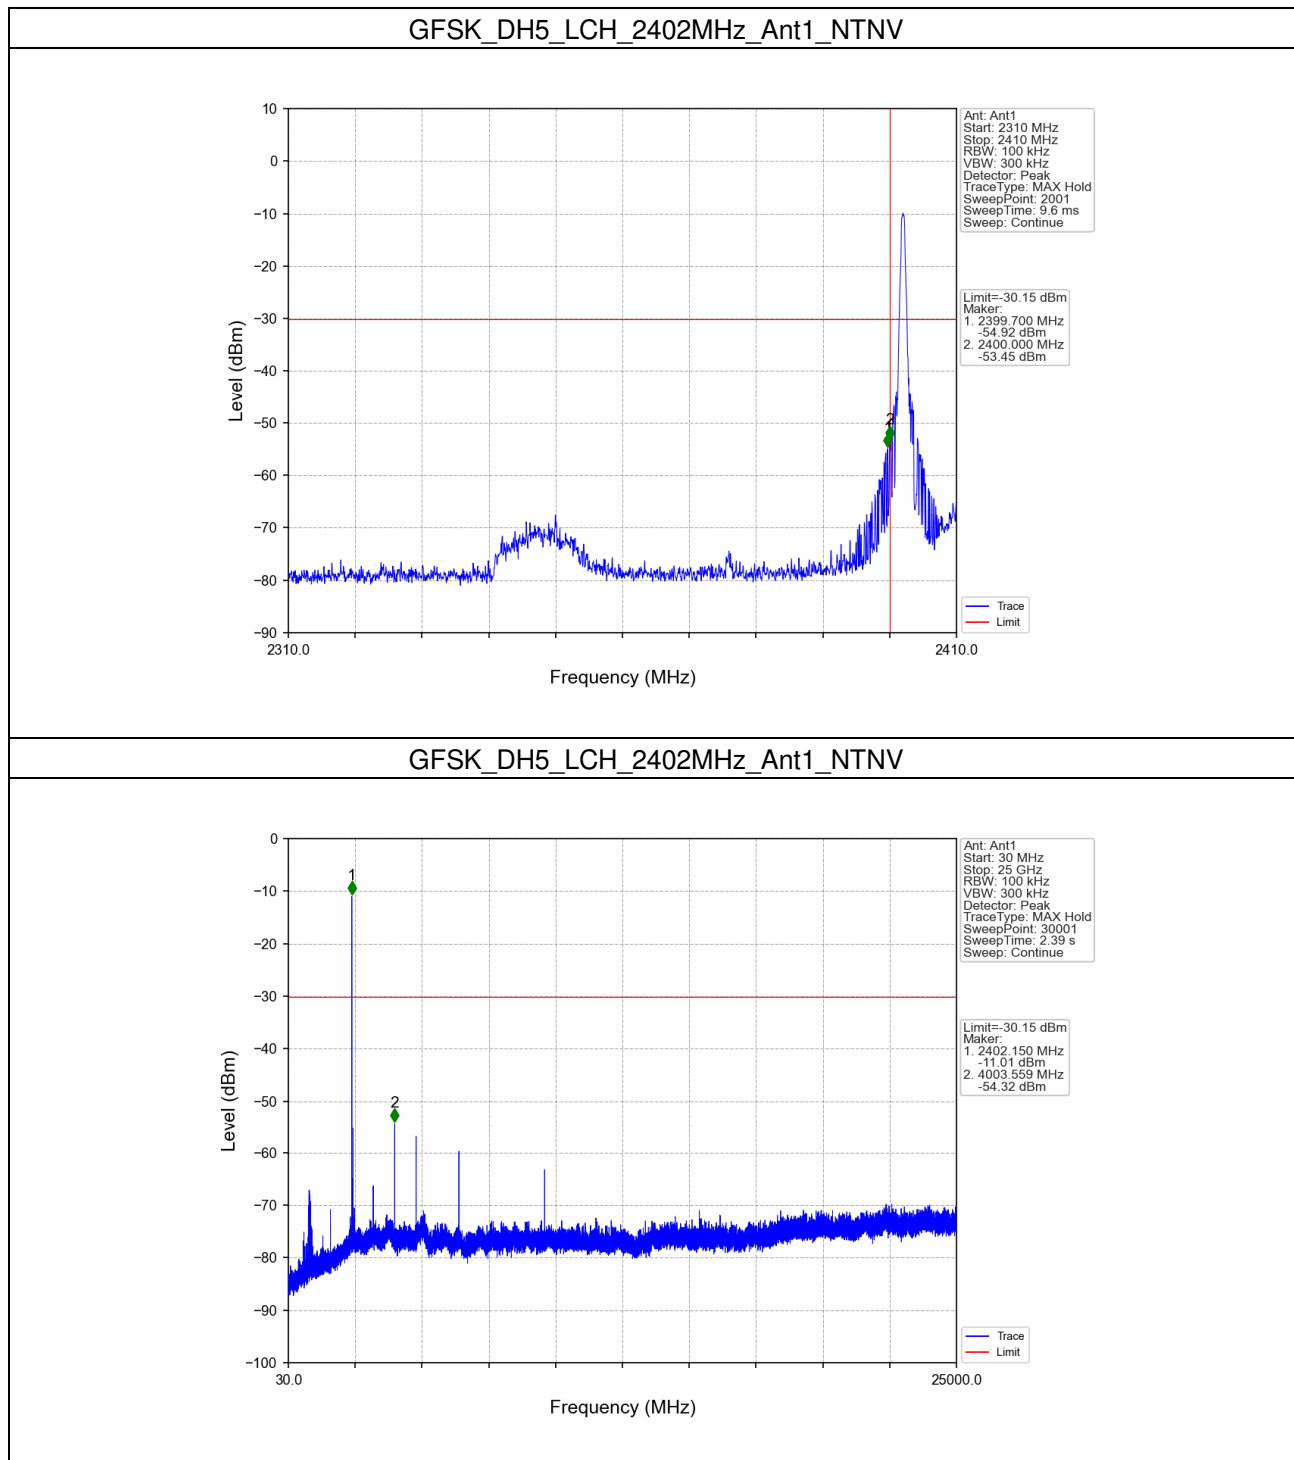 GFSK_DH5_LCH_2402MHz_Ant1_NTNV
10
0
−10
−20
−30
−40
−50
−60
−70
−80
−90
Level (dBm)
2310.0
2410.0
Frequency (MHz)
2
Ant: Ant1
Start: 2310 MHz
Stop: 2410 MHz
RBW: 100 kHz
VBW: 300 kHz
Detector: Peak
TraceType: MAX Hold
SweepPoint: 2001
SweepTime: 9.6 ms
Sweep: Continue
Limit=-30.15 dBm
Maker:
1. 2399.700 MHz
-54.92 dBm
2. 2400.000 MHz
-53.45 dBm
Trace
Limit
GFSK_DH5_LCH_2402MHz_Ant1_NTNV
0
−10
−20
−30
−40
−50
−60
−70
−80
−90
−100
Level (dBm)
30.0
25000.0
Frequency (MHz)
1
2
Ant: Ant1
Start: 30 MHz
Stop: 25 GHz
RBW: 100 kHz
VBW: 300 kHz
Detector: Peak
TraceType: MAX Hold
SweepPoint: 30001
SweepTime: 2.39 s
Sweep: Continue
Limit=-30.15 dBm
Maker:
1. 2402.150 MHz
-11.01 dBm
2. 4003.559 MHz
-54.32 dBm
Trace
Limit